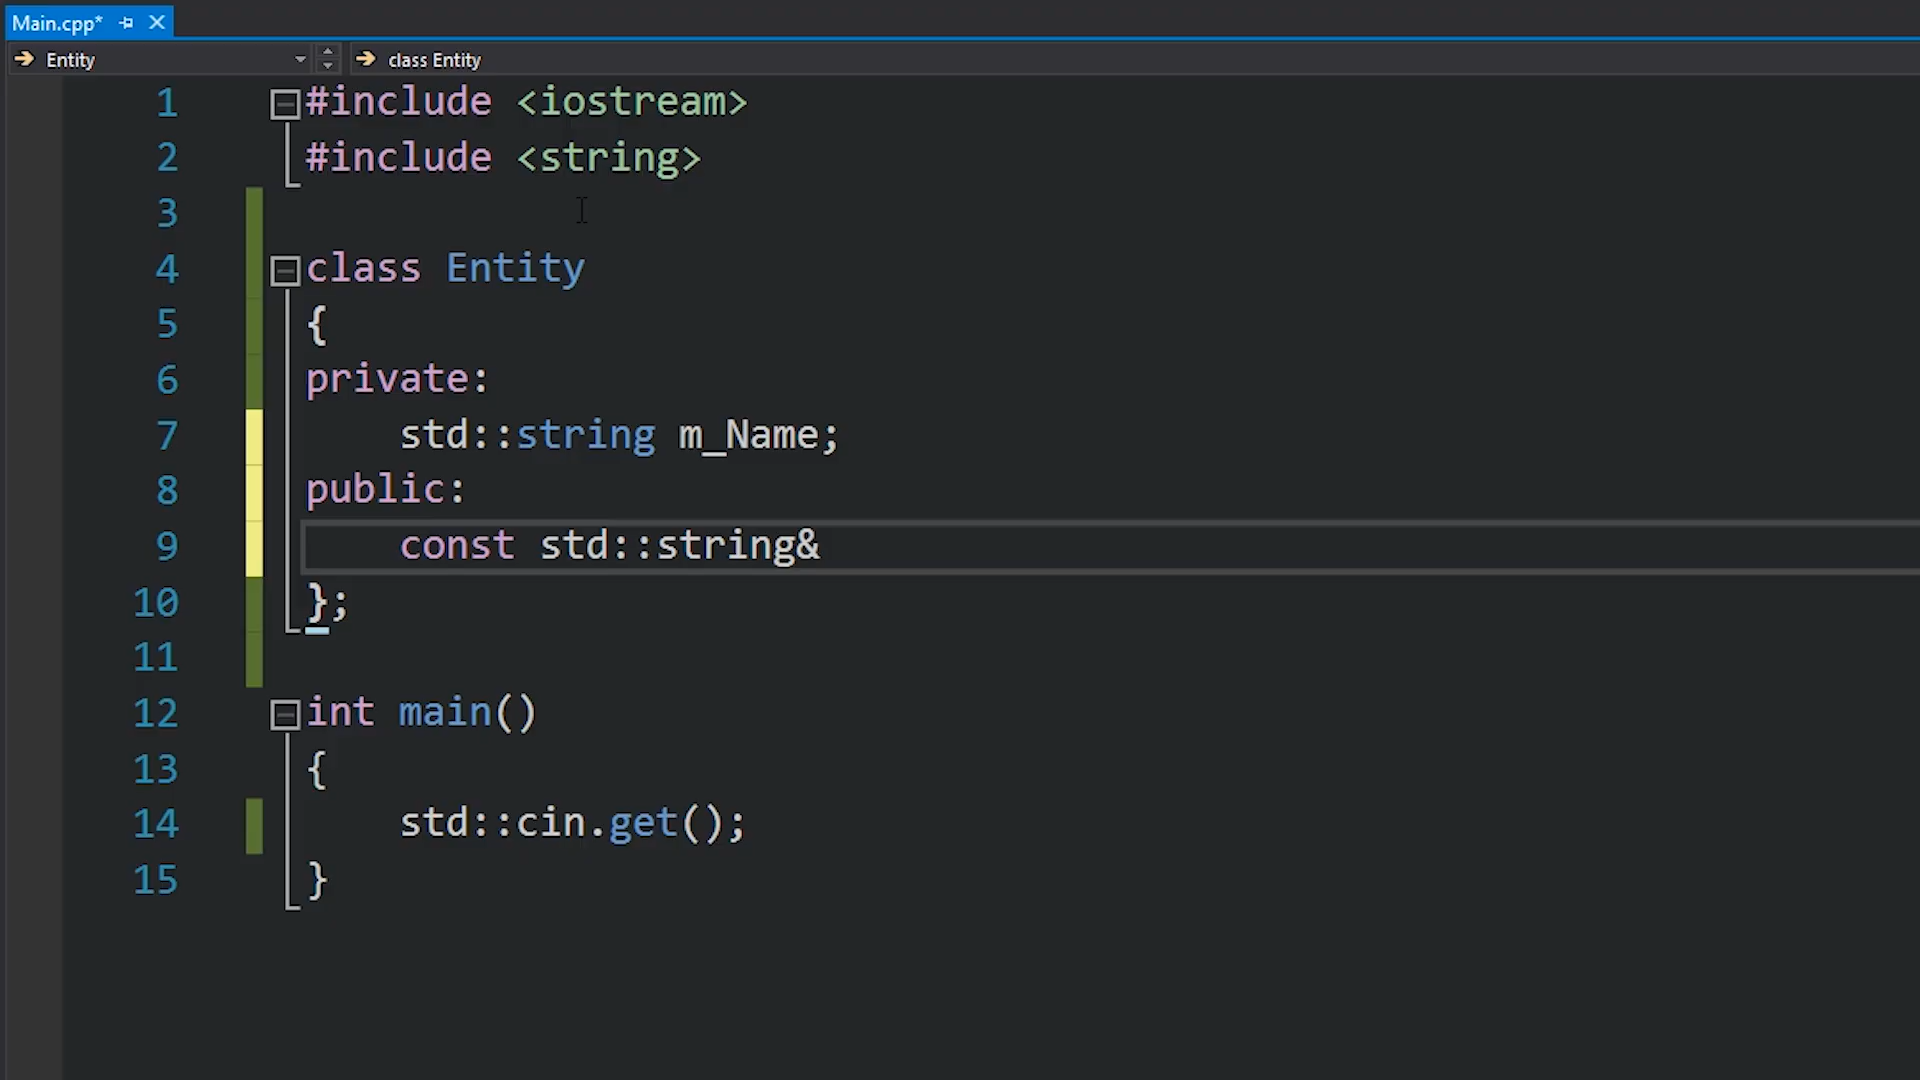 Main.cpp*
Entity class Entity
1 #include <iostream>
2 #include <string>
3
4 class Entity
5 {
6 private:
7 std::string m_Name;
8 public:
9 const std::string&
10 };
11
12 int main()
13 {
14 std::cin.get();
15 }